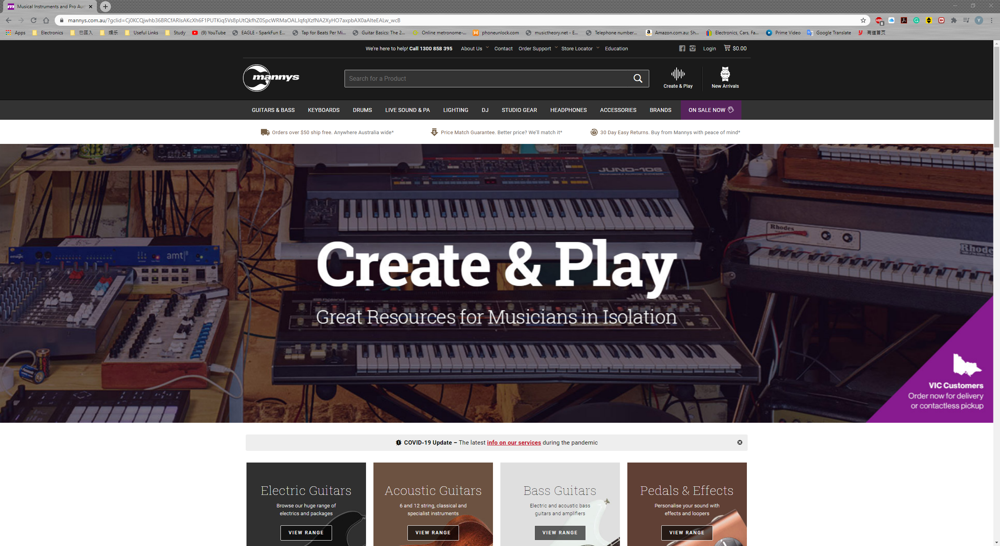 Musical Instruments and Pro Aud
mannys.com.au/?gclid=Cj0KCQjwhb36BRCfARIsAKcXh6F1PUTKiq5Vs8pUtQkfhZ0SpcWRMaOALJqfqXzfNA2XyHO7axpbAX0aAlteEALw_wcB
ABP 8 Y
Apps Electronics 已匯入 娱乐 Useful Links Study (9) YouTube EAGLE - SparkFun E... Tap for Beats Per Mi... Guitar Basics: The 2... Online metronome-... phoneunlock.com musictheory.net - E... Telephone number... Amazon.com.au: Sh... Electronics, Cars, Fa... Prime Video Google Translate 有道首页
We're here to help! Call 1300 858 395 About Us Contact Order Support Store Locator Education Login $0.00
mannys
Search for a Product
Create & Play
NEW
New Arrivals
GUITARS & BASS KEYBOARDS DRUMS LIVE SOUND & PA LIGHTING DJ STUDIO GEAR HEADPHONES ACCESSORIES BRANDS ON SALE NOW
Orders over $50 ship free. Anywhere Australia wide* Price Match Guarantee. Better price? We'll match it* 30 Day Easy Returns. Buy from Mannys with peace of mind*
JUNO-106
Rhodes
Rhodes
emagic amt 8
Create & Play
Roland JUPITER-6
Great Resources for Musicians in Isolation
VIC Customers
Order now for delivery
or contactless pickup
COVID-19 Update – The latest info on our services during the pandemic
Electric Guitars
Browse our huge range of
electrics and packages
VIEW RANGE
Acoustic Guitars
6 and 12 string, classical and
specialist instruments
VIEW RANGE
Bass Guitars
Electric and acoustic bass
guitars and amplifiers
VIEW RANGE
Pedals & Effects
Personalise your sound with
effects and loopers
VIEW RANGE